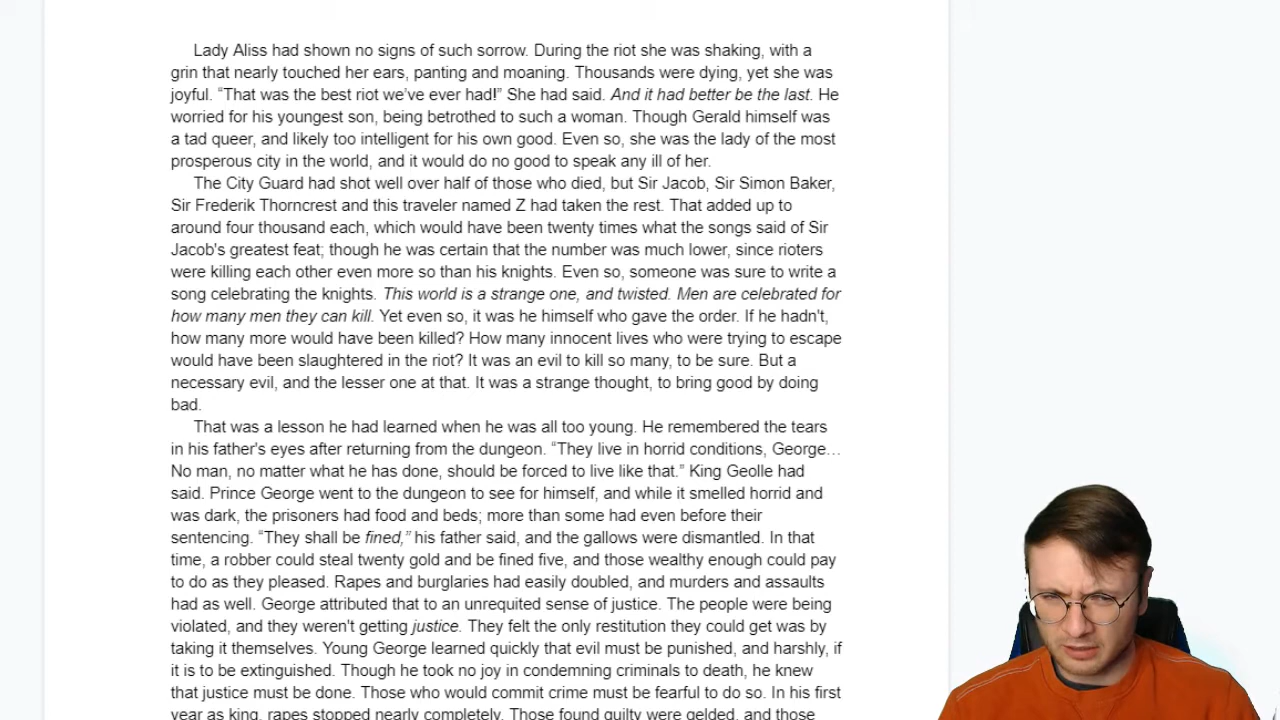 Lady Aliss had shown no signs of such sorrow. During the riot she was shaking, with a
grin that nearly touched her ears, panting and moaning. Thousands were dying, yet she was
joyful. “That was the best riot we’ve ever had!” She had said. And it had better be the last. He
worried for his youngest son, being betrothed to such a woman. Though Gerald himself was
a tad queer, and likely too intelligent for his own good. Even so, she was the lady of the most
prosperous city in the world, and it would do no good to speak any ill of her.
The City Guard had shot well over half of those who died, but Sir Jacob, Sir Simon Baker,
Sir Frederik Thorncrest and this traveler named Z had taken the rest. That added up to
around four thousand each, which would have been twenty times what the songs said of Sir
Jacob's greatest feat; though he was certain that the number was much lower, since rioters
were killing each other even more so than his knights. Even so, someone was sure to write a
song celebrating the knights. This world is a strange one, and twisted. Men are celebrated for
how many men they can kill. Yet even so, it was he himself who gave the order. If he hadn't,
how many more would have been killed? How many innocent lives who were trying to escape
would have been slaughtered in the riot? It was an evil to kill so many, to be sure. But a
necessary evil, and the lesser one at that. It was a strange thought, to bring good by doing
bad.
That was a lesson he had learned when he was all too young. He remembered the tears
in his father's eyes after returning from the dungeon. “They live in horrid conditions, George…
No man, no matter what he has done, should be forced to live like that.” King Geolle had
said. Prince George went to the dungeon to see for himself, and while it smelled horrid and
was dark, the prisoners had food and beds; more than some had even before their
sentencing. “They shall be fined,” his father said, and the gallows were dismantled. In that
time, a robber could steal twenty gold and be fined five, and those wealthy enough could pay
to do as they pleased. Rapes and burglaries had easily doubled, and murders and assaults
had as well. George attributed that to an unrequited sense of justice. The people were being
violated, and they weren't getting justice. They felt the only restitution they could get was by
taking it themselves. Young George learned quickly that evil must be punished, and harshly, if
it is to be extinguished. Though he took no joy in condemning criminals to death, he knew
that justice must be done. Those who would commit crime must be fearful to do so. In his first
year as king, rapes stopped nearly completely. Those found guilty were gelded, and those